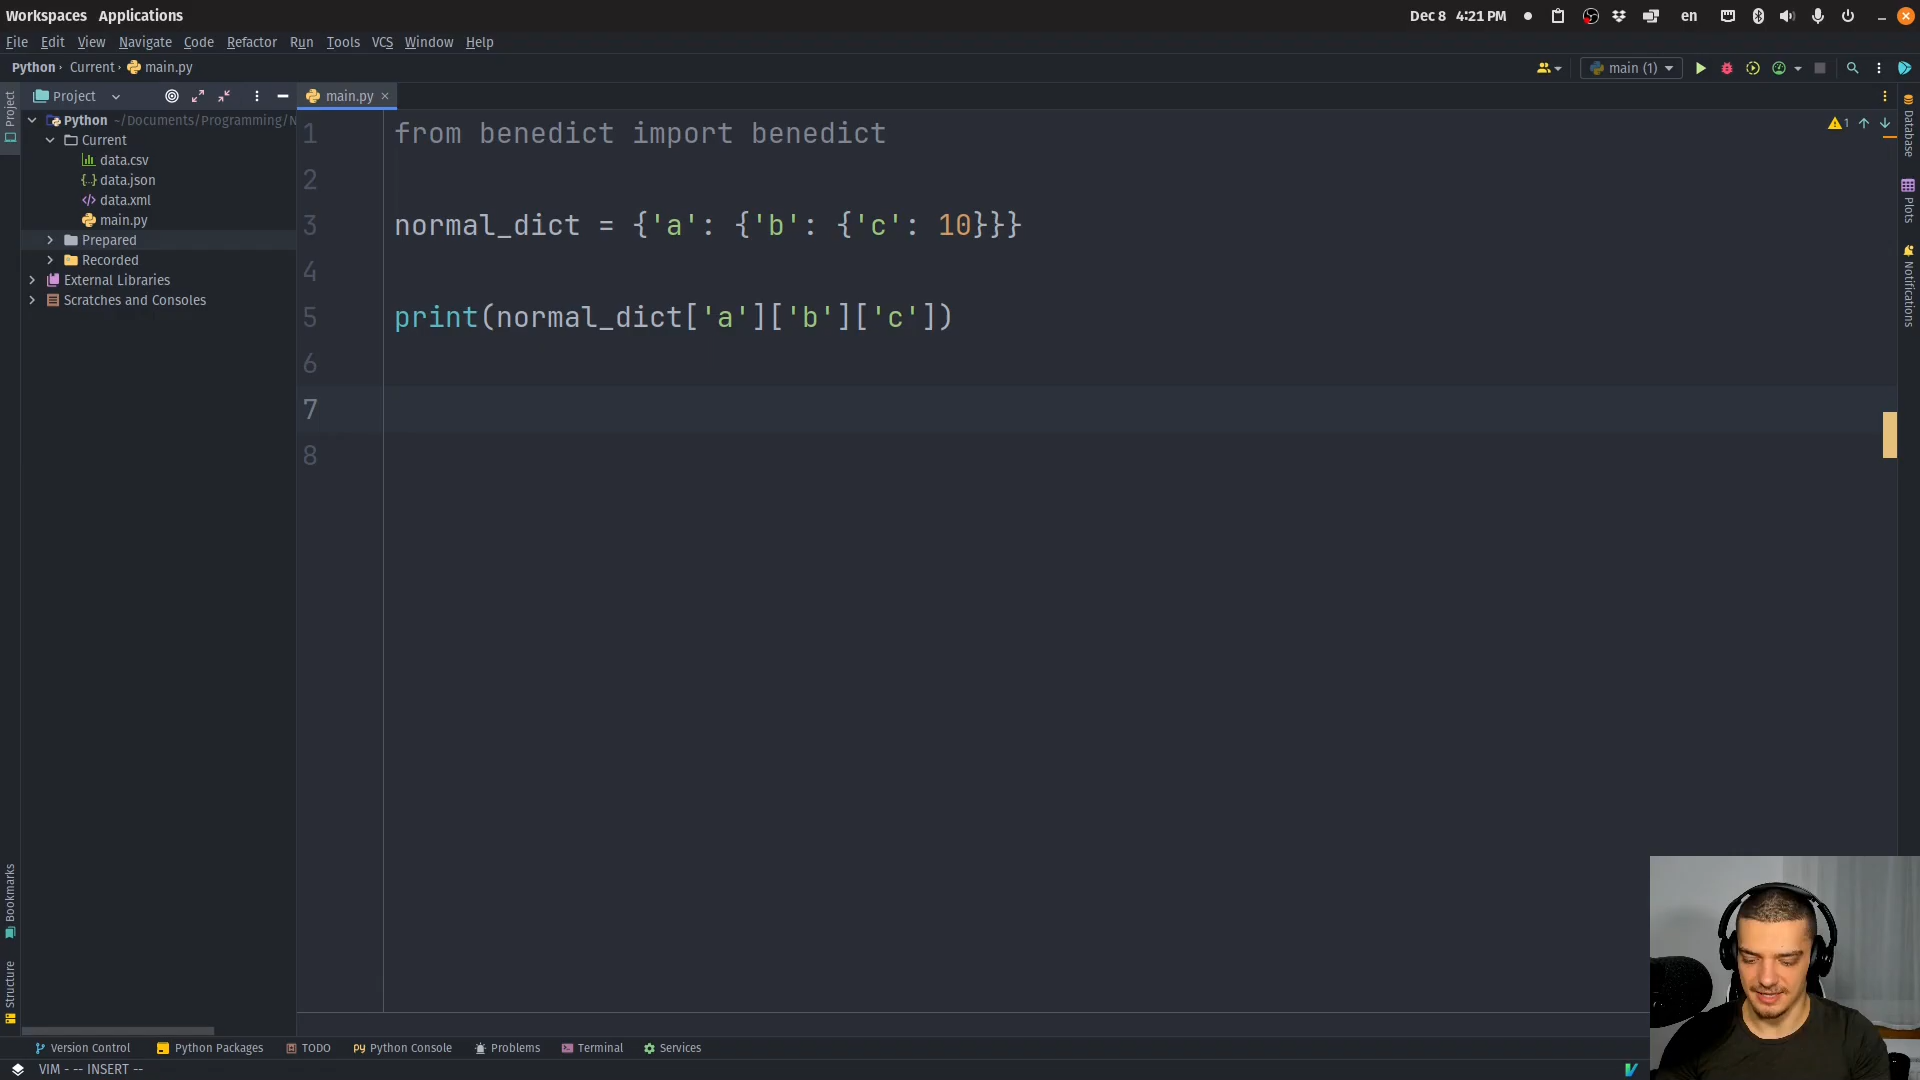 Workspaces Applications Dec 8 4:21 PM en
File Edit View Navigate Code Refactor Run Tools VCS Window Help
Python Current main.py main (1)
Project
Project main.py
Python ~/Documents/Programming/N
Current
data.csv
data.json
data.xml
main.py
Prepared
Recorded
External Libraries
Scratches and Consoles
1 from benedict import benedict
2
3 normal_dict = {'a': {'b': {'c': 10}}}
4
5 print(normal_dict['a']['b']['c'])
6
7
8
1
Database
Plots
Notifications
Bookmarks
Structure
Version Control Python Packages TODO Python Console Problems Terminal Services
VIM - -- INSERT --